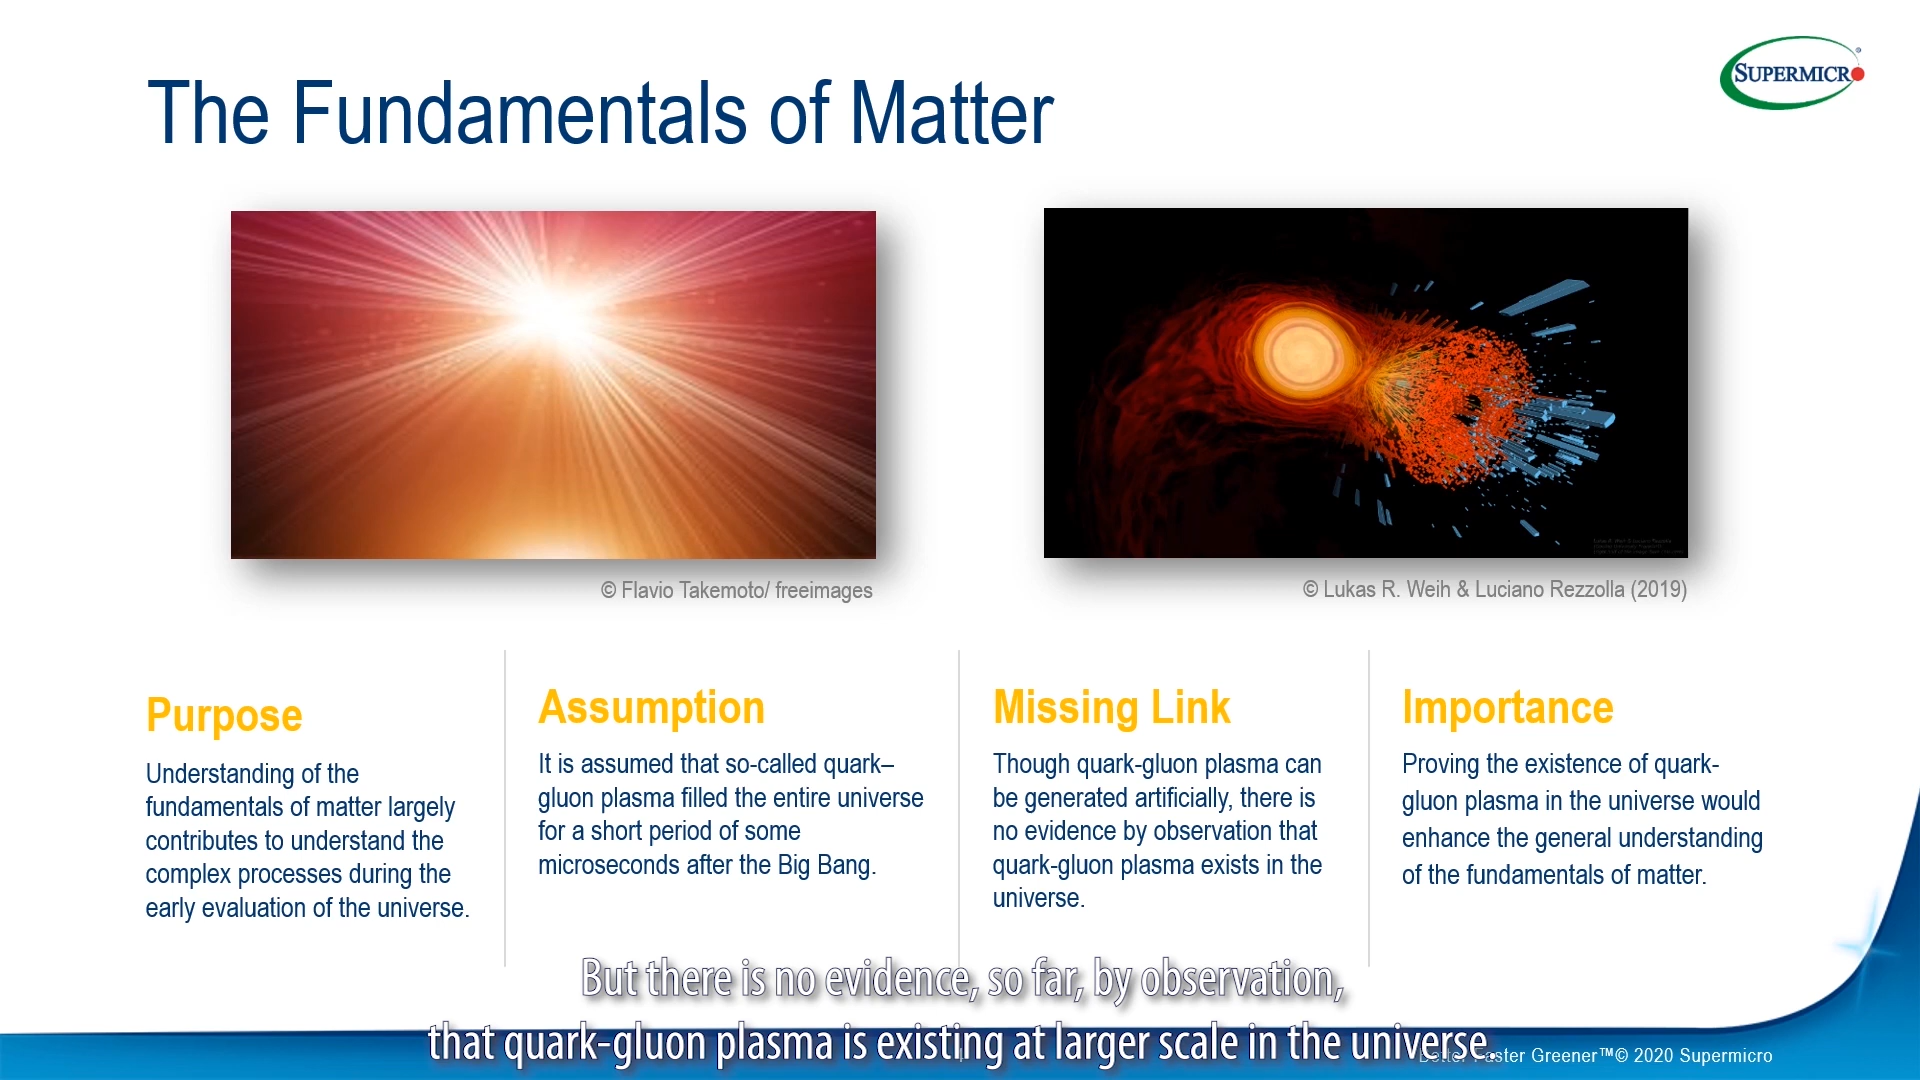 The Fundamentals of Matter
SUPERMICRO
© Flavio Takemoto/ freeimages
© Lukas R. Weih & Luciano Rezzolla (2019)
Purpose
Understanding of the
fundamentals of matter largely
contributes to understand the
complex processes during the
early evaluation of the universe.
Assumption
It is assumed that so-called quark–
gluon plasma filled the entire universe
for a short period of some
microseconds after the Big Bang.
Missing Link
Though quark-gluon plasma can
be generated artificially, there is
no evidence by observation that
quark-gluon plasma exists in the
universe.
Importance
Proving the existence of quark-
gluon plasma in the universe would
enhance the general understanding
of the fundamentals of matter.
But there is no evidence, so far, by observation,
that quark-gluon plasma is existing at larger scale in the universe.
Better Faster Greener™© 2020 Supermicro